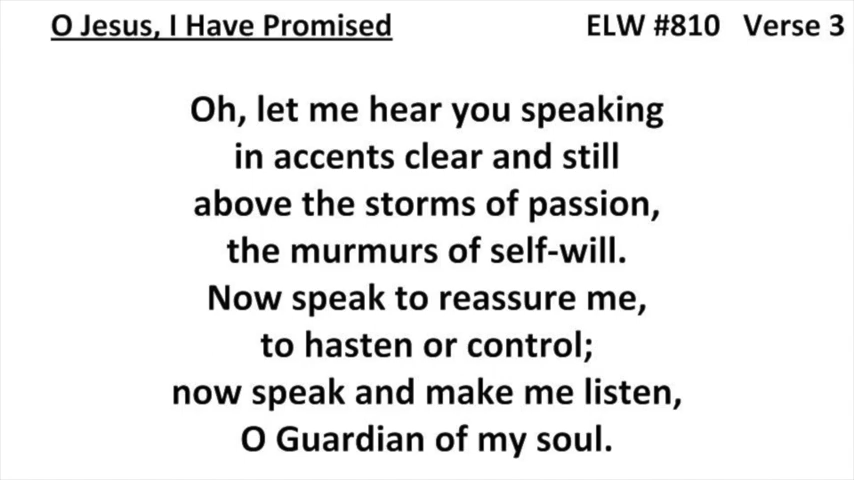 O Jesus, I Have Promised ELW #810 Verse 3
Oh, let me hear you speaking
in accents clear and still
above the storms of passion,
the murmurs of self-will.
Now speak to reassure me,
to hasten or control;
now speak and make me listen,
O Guardian of my soul.